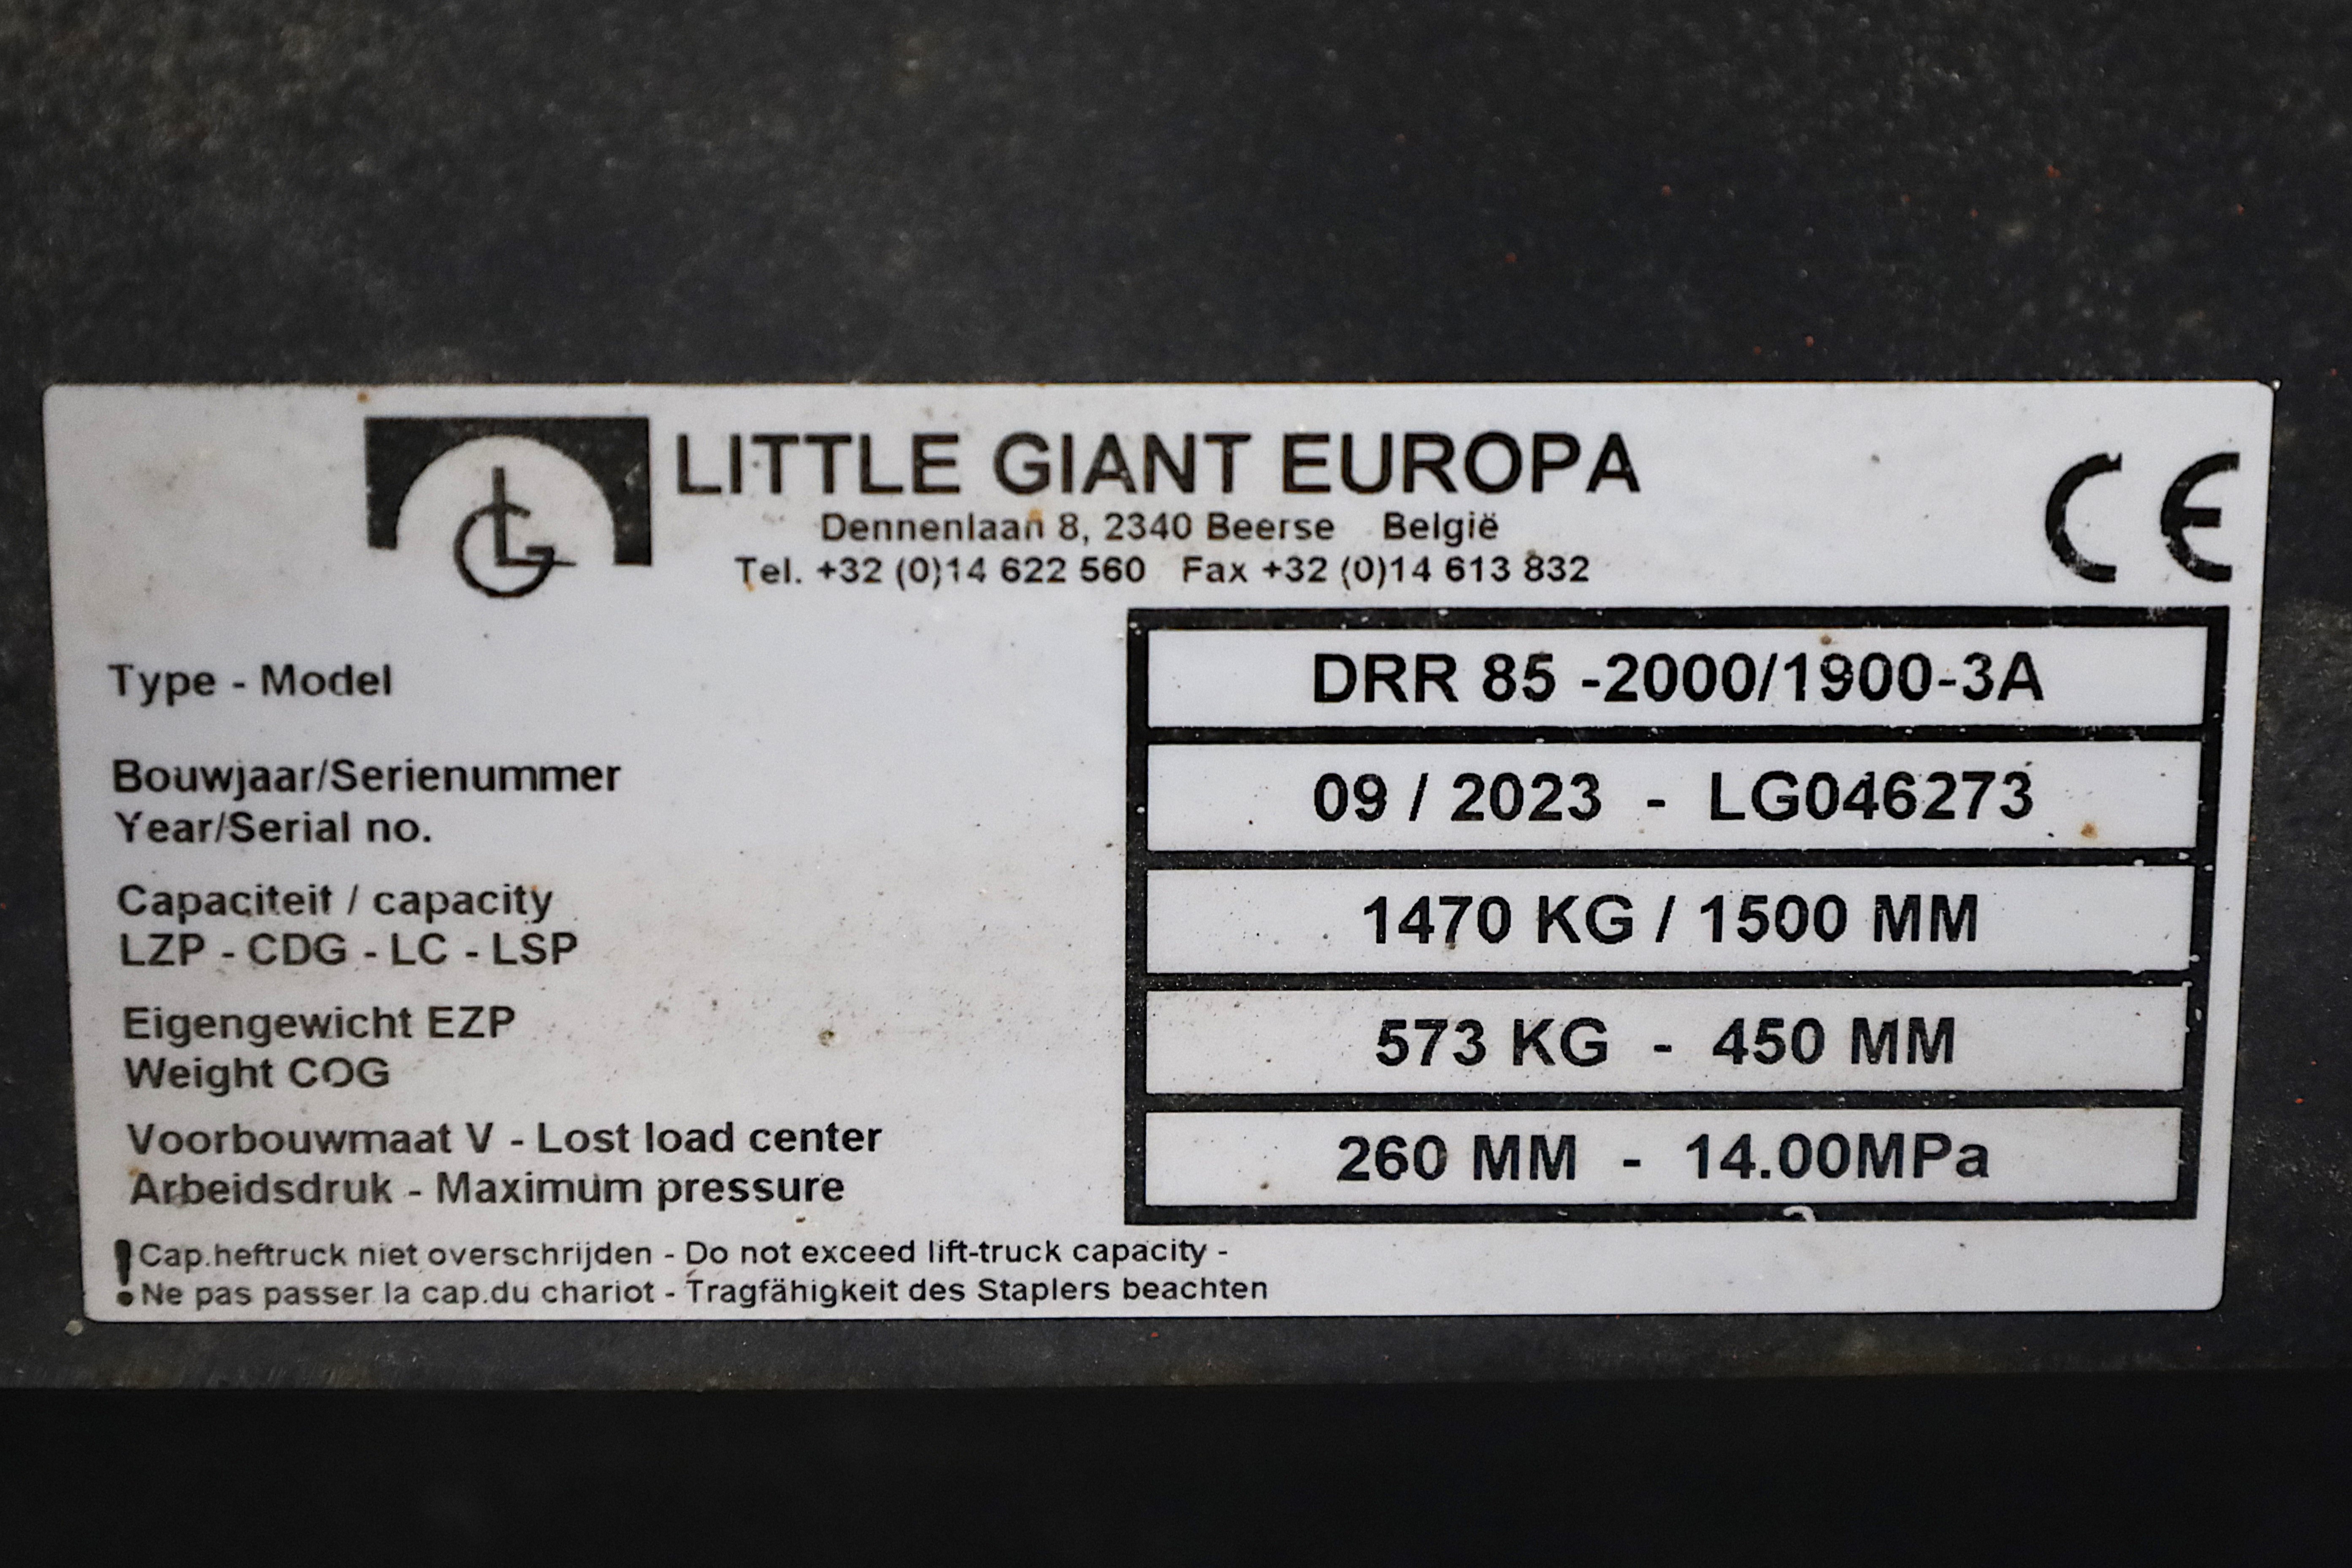 LG
LITTLE GIANT EUROPA
CE
Dennenlaan 8, 2340 Beerse België
Tel. +32 (0)14 622 560 Fax +32 (0)14 613 832
Type - Model
DRR 85 -2000/1900-3A
Bouwjaar/Serienummer
Year/Serial no.
09 / 2023 - LG046273
Capaciteit / capacity
LZP - CDG - LC - LSP
1470 KG / 1500 MM
Eigengewicht EZP
Weight COG
573 KG - 450 MM
Voorbouwmaat V - Lost load center
Arbeidsdruk - Maximum pressure
260 MM - 14.00MPa
! Cap.heftruck niet overschrijden - Do not exceed lift-truck capacity -
Ne pas passer la cap.du chariot - Tragfähigkeit des Staplers beachten